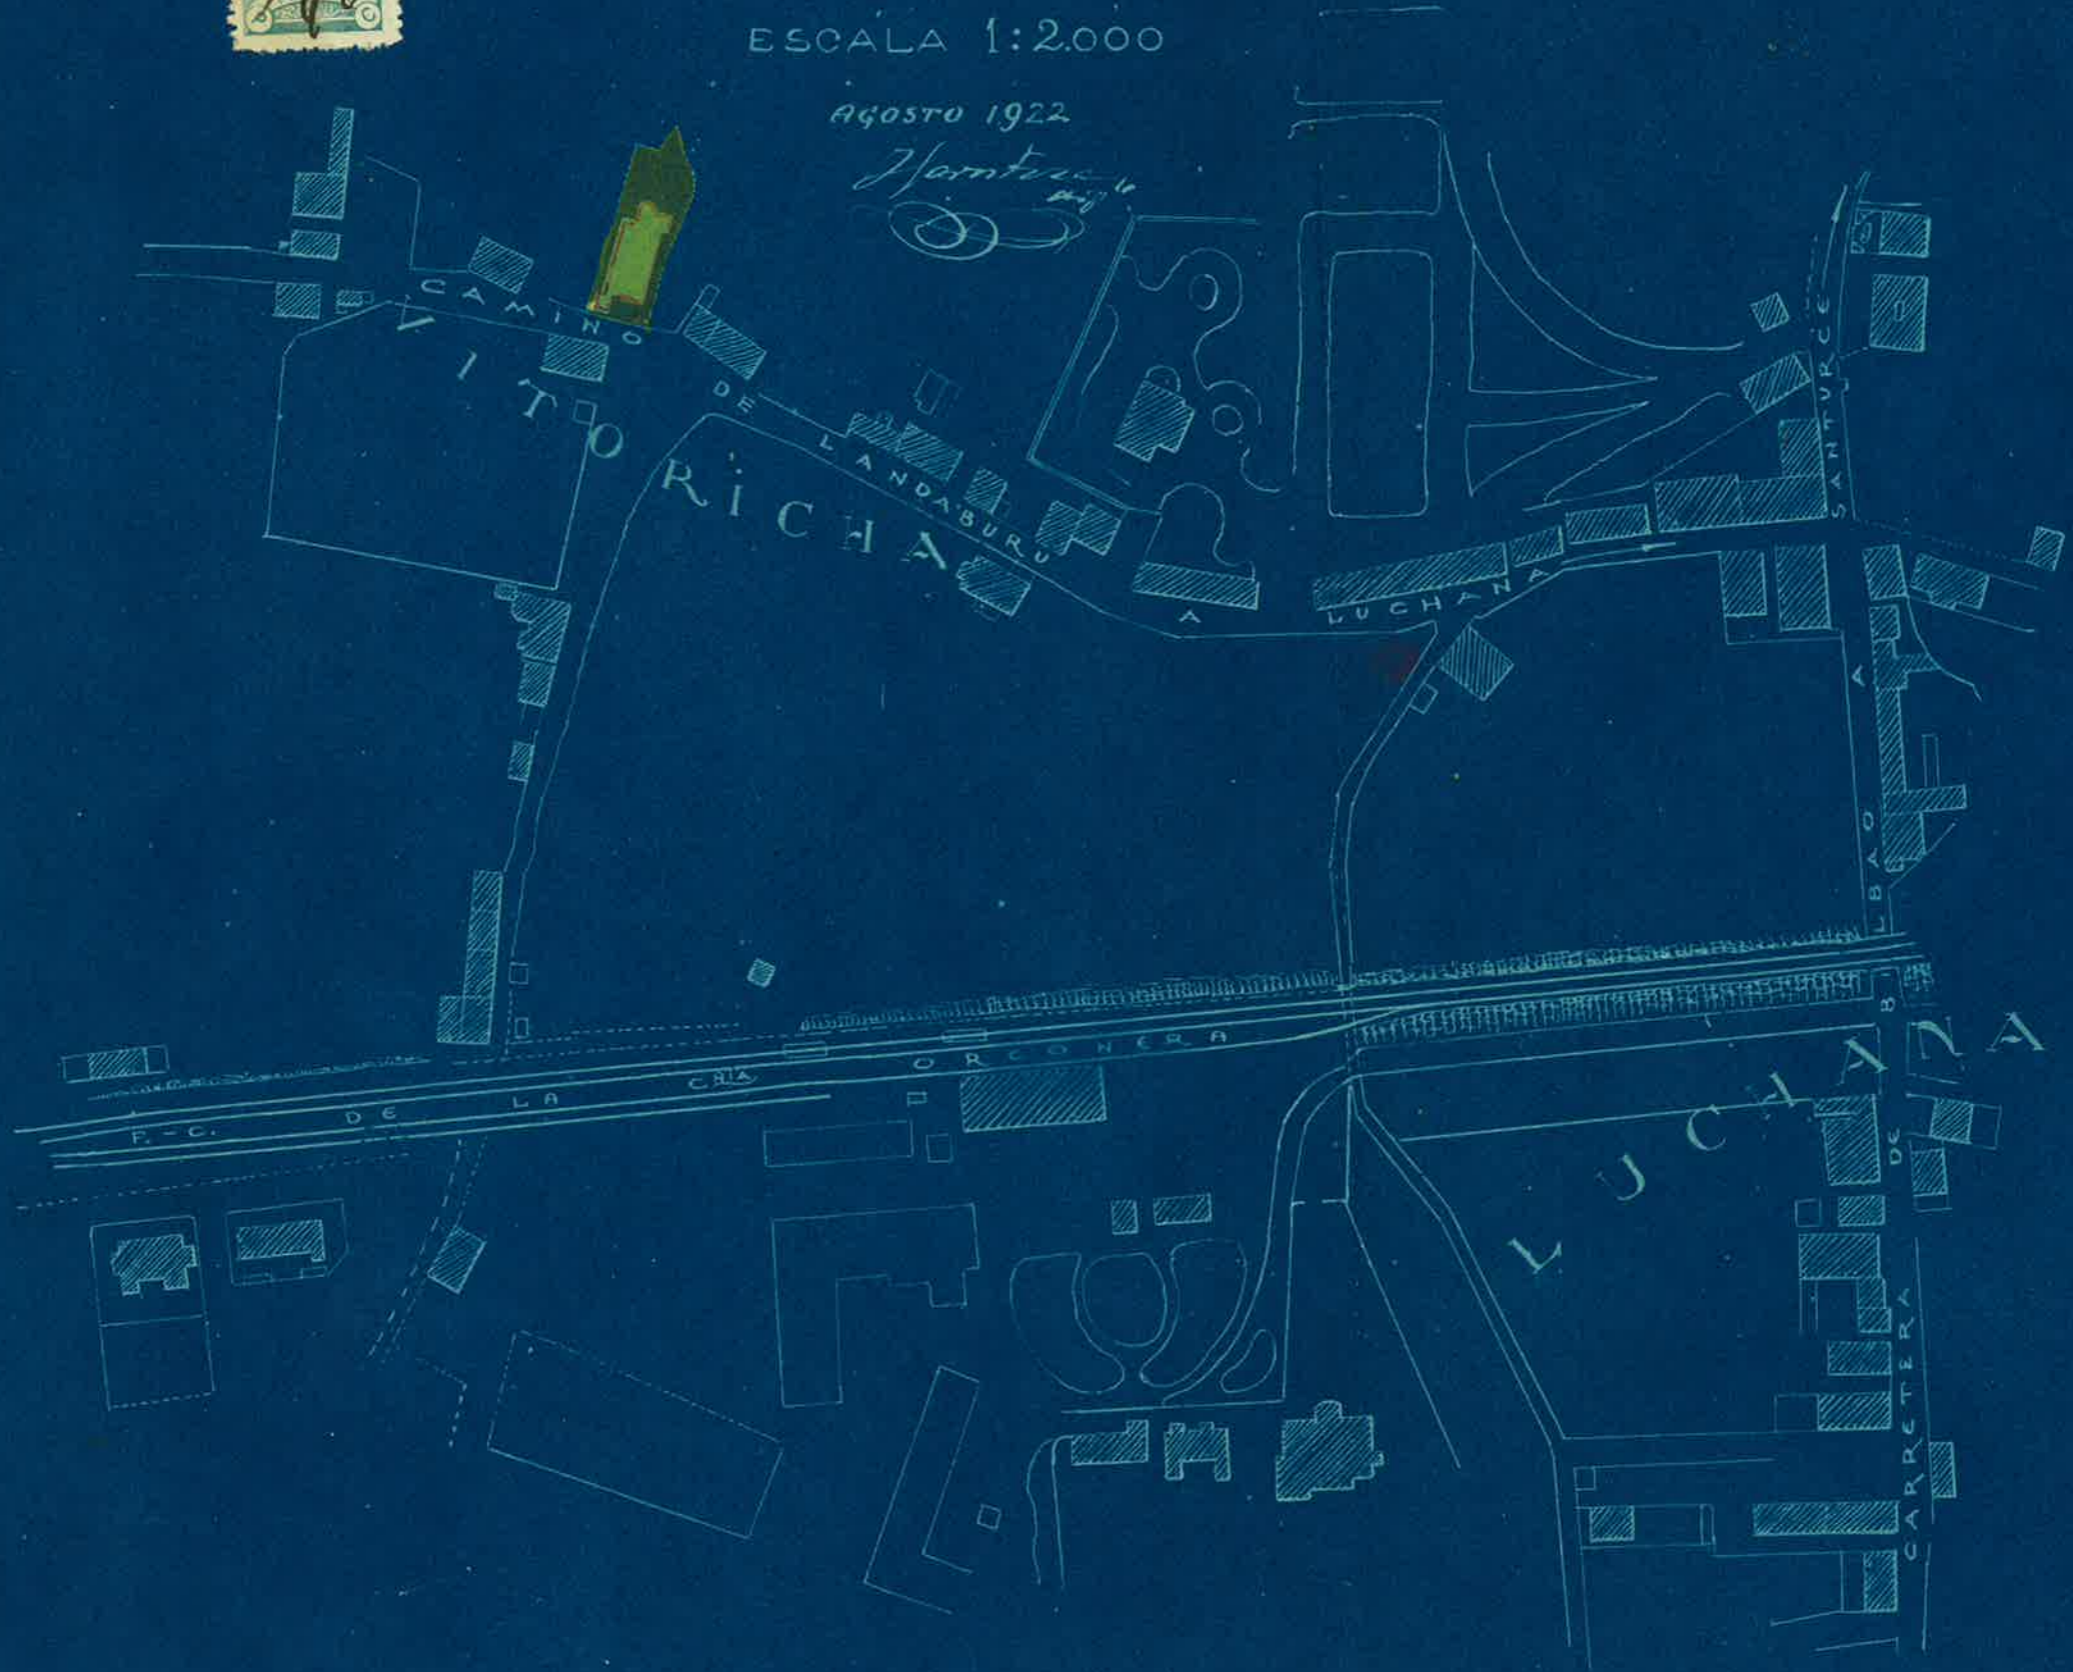 ESCALA 1:2.000
AGOSTO 1922
CAMINO DE LANDABURU A LUCHANA
VITORICHA
CARRETERA DE BILBAO A SANTURCE
F.-C. DE LA CÑIA ORCONERA
LUCHANA